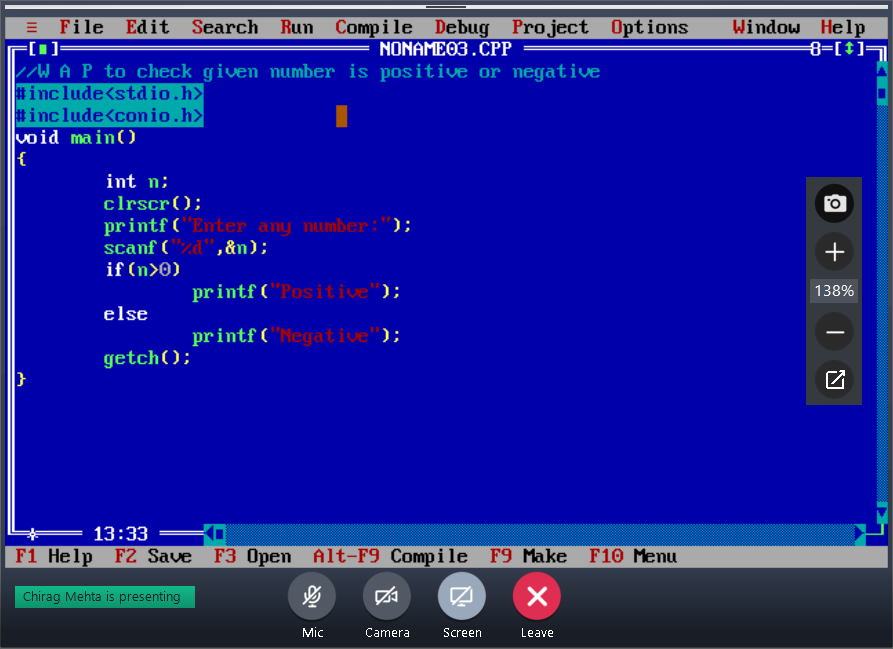 ≡ File Edit Search Run Compile Debug Project Options Window Help
[■] NONAME03.CPP 8=[↕]
//W A P to check given number is positive or negative
#include<stdio.h>
#include<conio.h>
void main()
{
int n;
clrscr();
printf("Enter any number:");
scanf("%d",&n);
if(n>0)
printf("Positive");
else
printf("Negative");
getch();
}
138%
13:33
F1 Help F2 Save F3 Open Alt-F9 Compile F9 Make F10 Menu
Chirag Mehta is presenting
Mic Camera Screen Leave